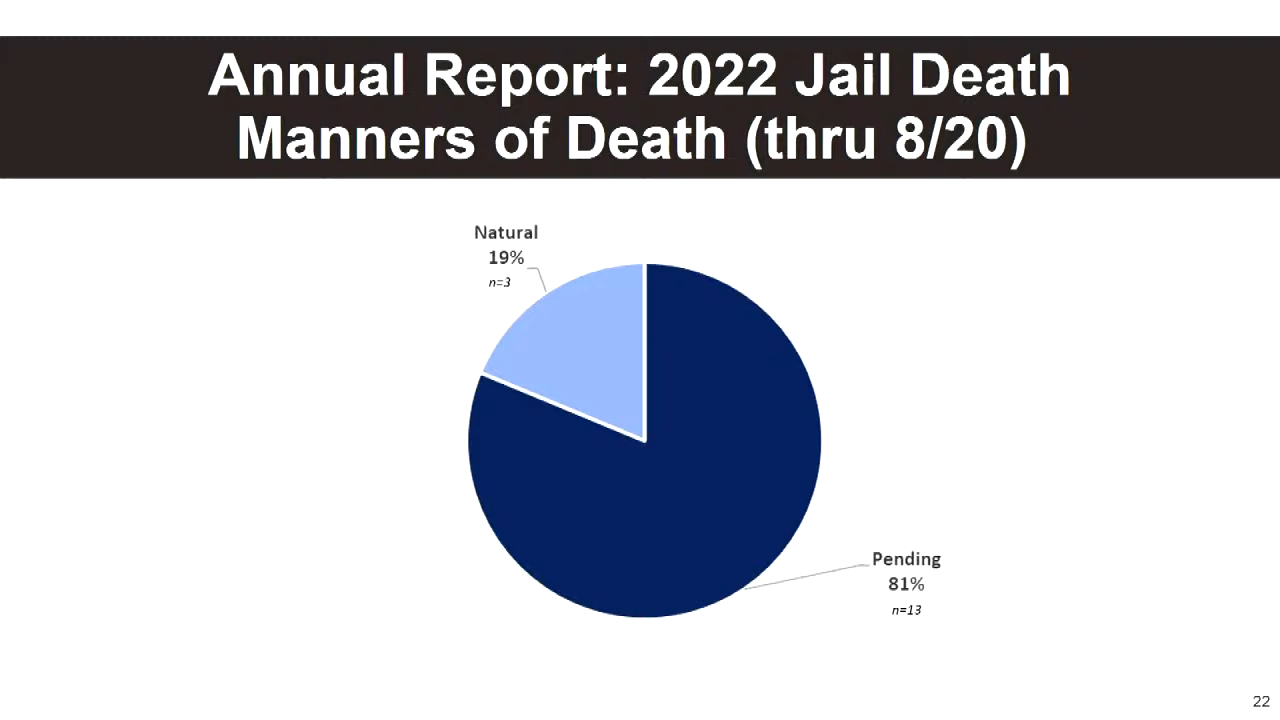 Annual Report: 2022 Jail Death
Manners of Death (thru 8/20)
Natural
19%
n=3
Pending
81%
n=13
22